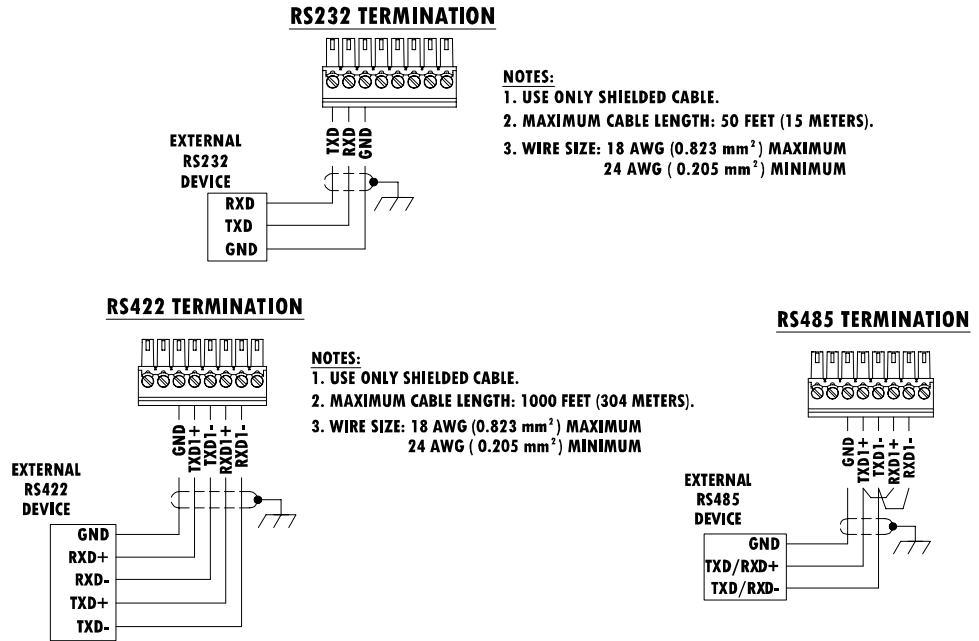 RS232 TERMINATION
NOTES:
1. USE ONLY SHIELDED CABLE.
2. MAXIMUM CABLE LENGTH: 50 FEET (15 METERS).
3. WIRE SIZE: 18 AWG (0.823 mm²) MAXIMUM
24 AWG ( 0.205 mm²) MINIMUM
TXD
RXD
GND
EXTERNAL
RS232
DEVICE
RXD
TXD
GND
RS422 TERMINATION
NOTES:
1. USE ONLY SHIELDED CABLE.
2. MAXIMUM CABLE LENGTH: 1000 FEET (304 METERS).
3. WIRE SIZE: 18 AWG (0.823 mm²) MAXIMUM
24 AWG ( 0.205 mm²) MINIMUM
GND
TXD1+
TXD1-
RXD1+
RXD1-
EXTERNAL
RS422
DEVICE
GND
RXD+
RXD-
TXD+
TXD-
RS485 TERMINATION
GND
TXD1+
TXD1-
RXD1+
RXD1-
EXTERNAL
RS485
DEVICE
GND
TXD/RXD+
TXD/RXD-